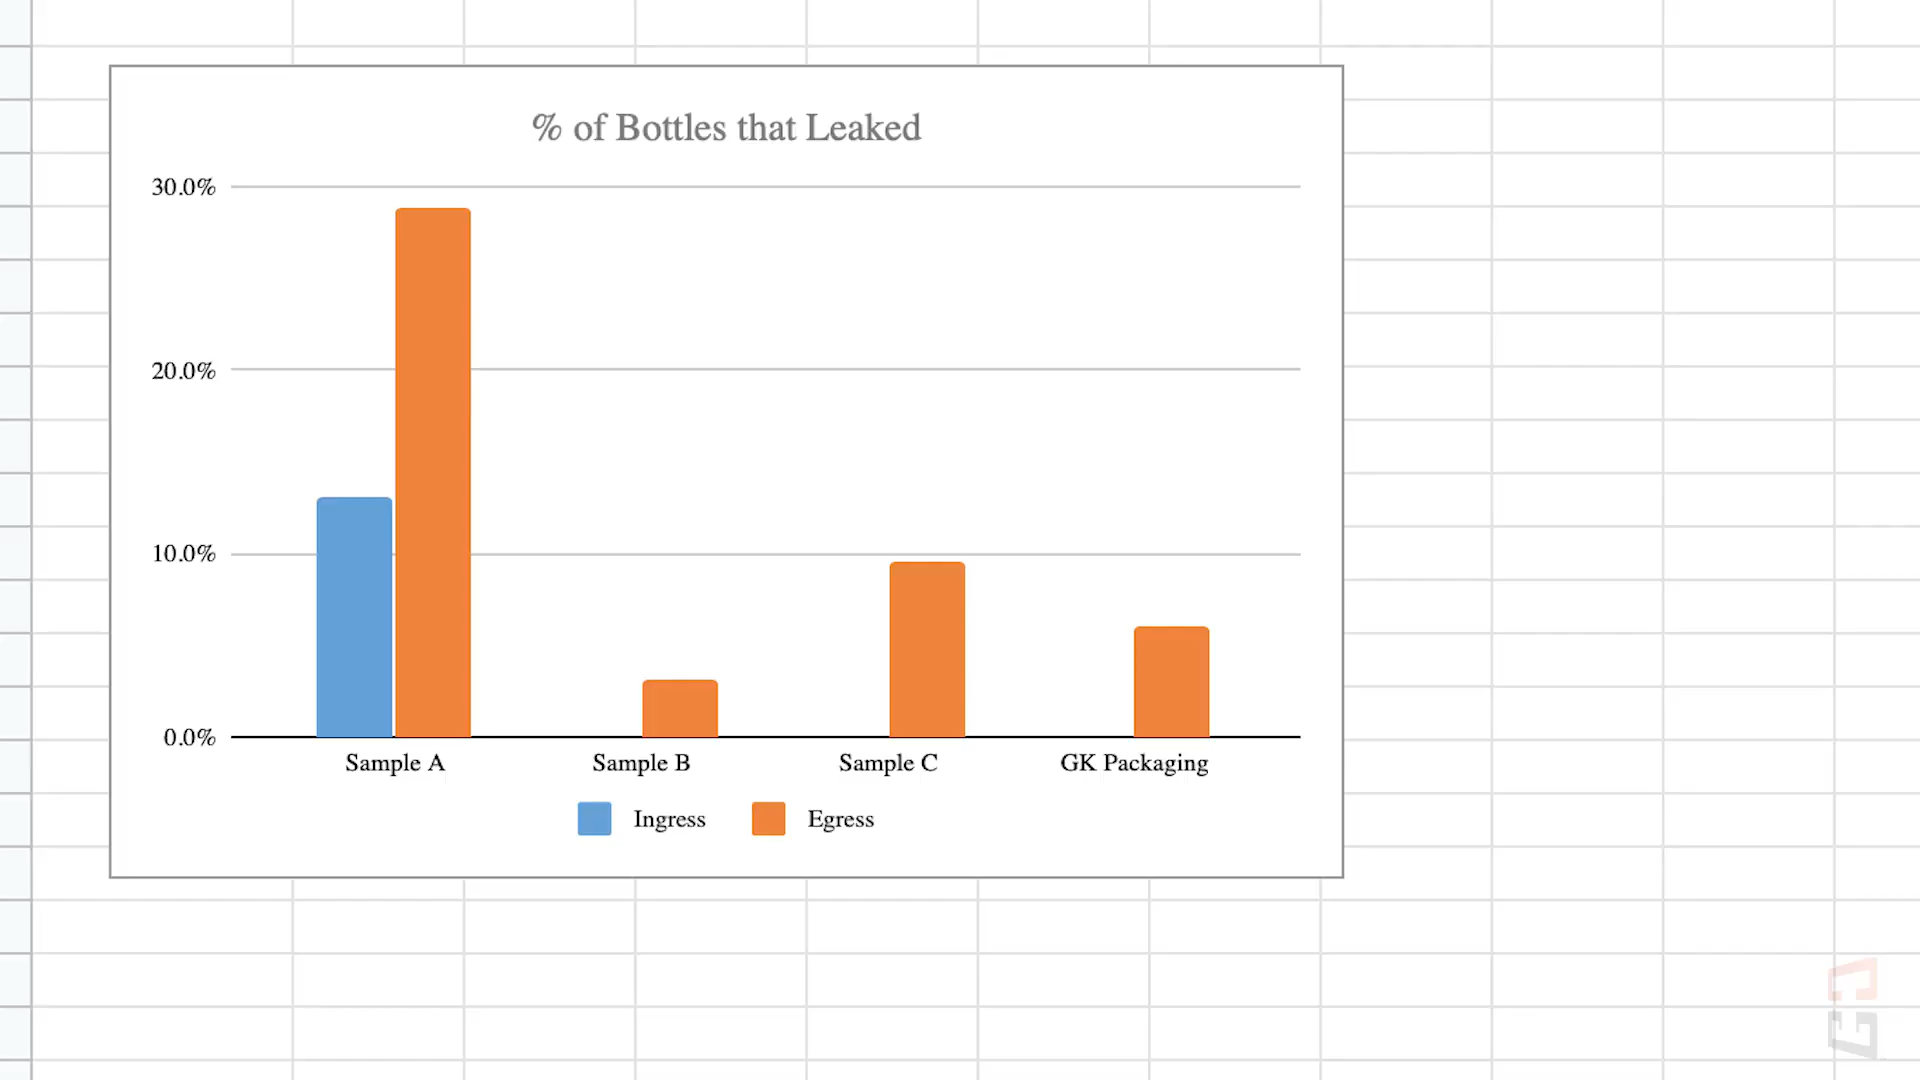 % of Bottles that Leaked
30.0%
20.0%
10.0%
0.0%
Sample A Sample B Sample C GK Packaging
Ingress Egress